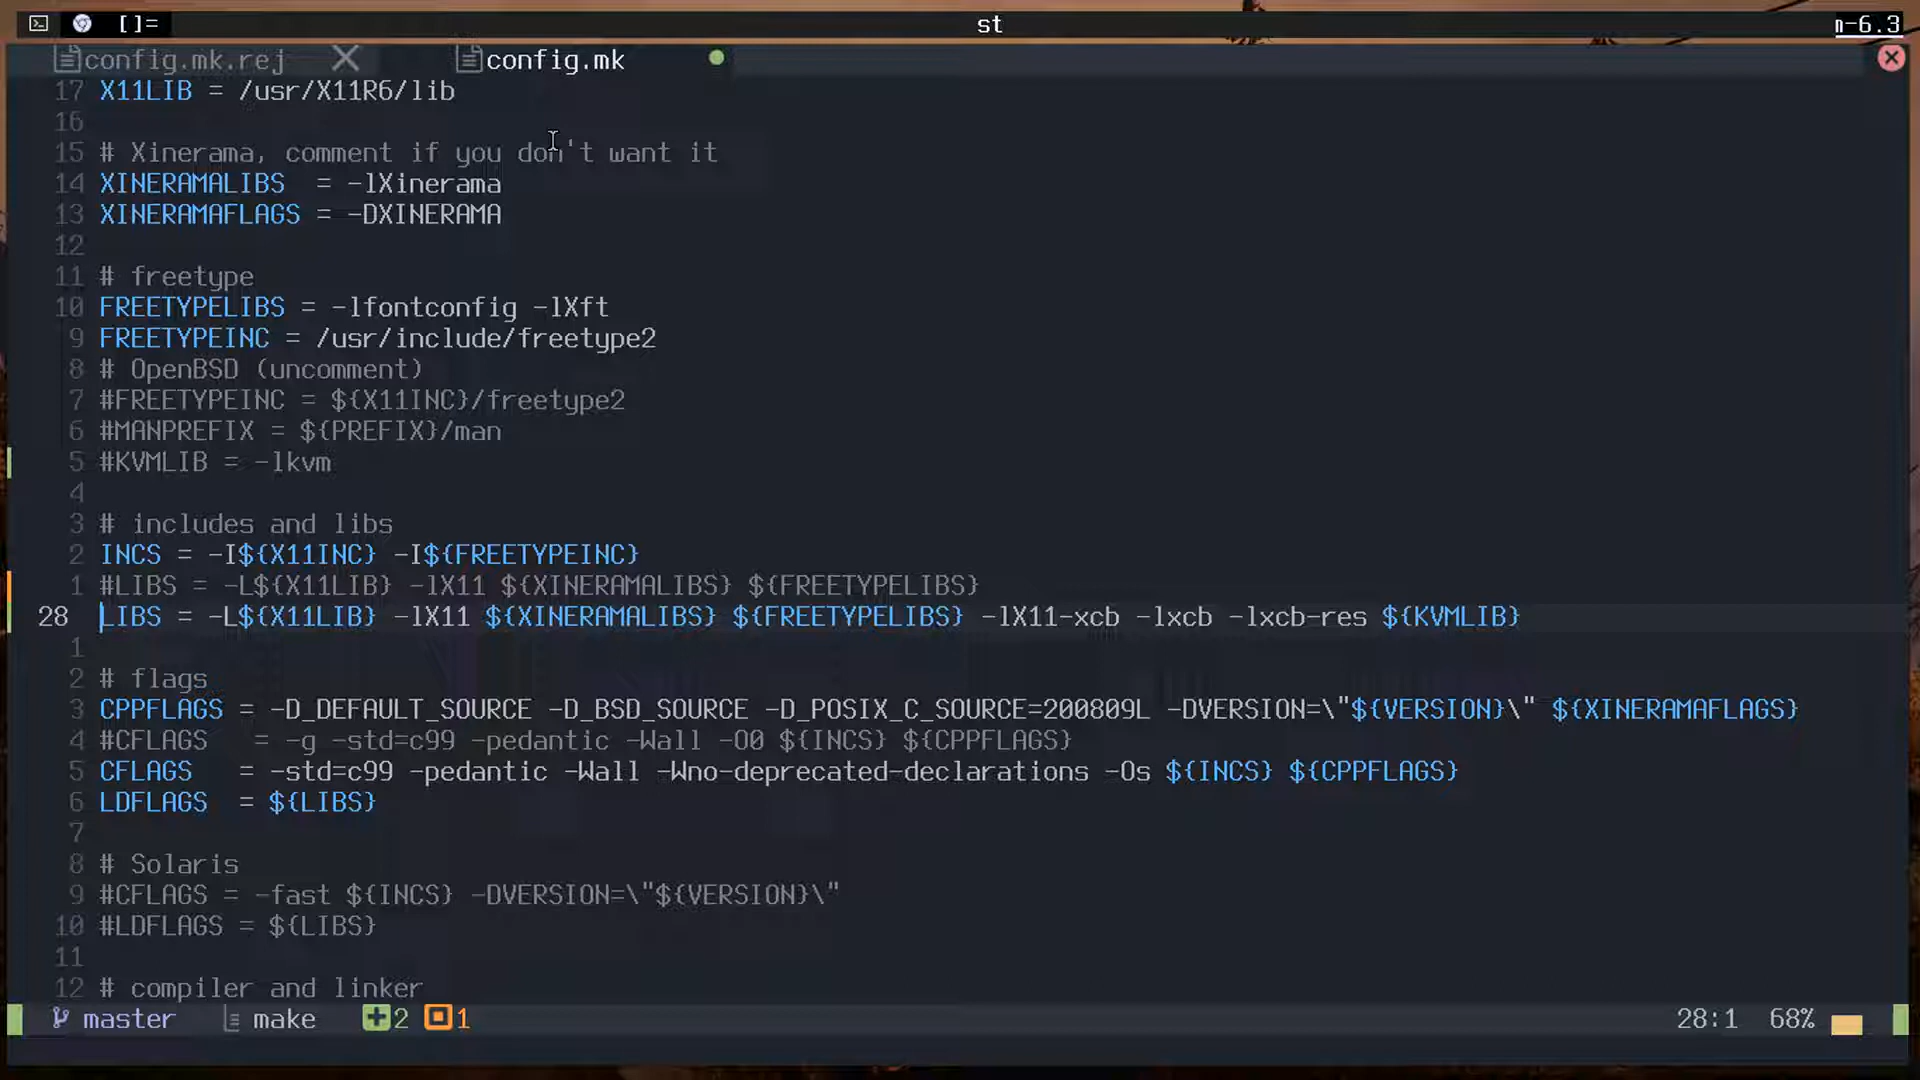 []= st m-6.3
config.mk.rej config.mk
17 X11LIB = /usr/X11R6/lib
16
15 # Xinerama, comment if you don't want it
14 XINERAMALIBS  = -lXinerama
13 XINERAMAFLAGS = -DXINERAMA
12
11 # freetype
10 FREETYPELIBS = -lfontconfig -lXft
9 FREETYPEINC = /usr/include/freetype2
8 # OpenBSD (uncomment)
7 #FREETYPEINC = ${X11INC}/freetype2
6 #MANPREFIX = ${PREFIX}/man
5 #KVMLIB = -lkvm
4
3 # includes and libs
2 INCS = -I${X11INC} -I${FREETYPEINC}
1 #LIBS = -L${X11LIB} -lX11 ${XINERAMALIBS} ${FREETYPELIBS}
28 LIBS = -L${X11LIB} -lX11 ${XINERAMALIBS} ${FREETYPELIBS} -lX11-xcb -lxcb -lxcb-res ${KVMLIB}
1
2 # flags
3 CPPFLAGS = -D_DEFAULT_SOURCE -D_BSD_SOURCE -D_POSIX_C_SOURCE=200809L -DVERSION=\"${VERSION}\" ${XINERAMAFLAGS}
4 #CFLAGS   = -g -std=c99 -pedantic -Wall -O0 ${INCS} ${CPPFLAGS}
5 CFLAGS   = -std=c99 -pedantic -Wall -Wno-deprecated-declarations -Os ${INCS} ${CPPFLAGS}
6 LDFLAGS  = ${LIBS}
7
8 # Solaris
9 #CFLAGS = -fast ${INCS} -DVERSION=\"${VERSION}\"
10 #LDFLAGS = ${LIBS}
11
12 # compiler and linker
master make 2 1 28:1 68%